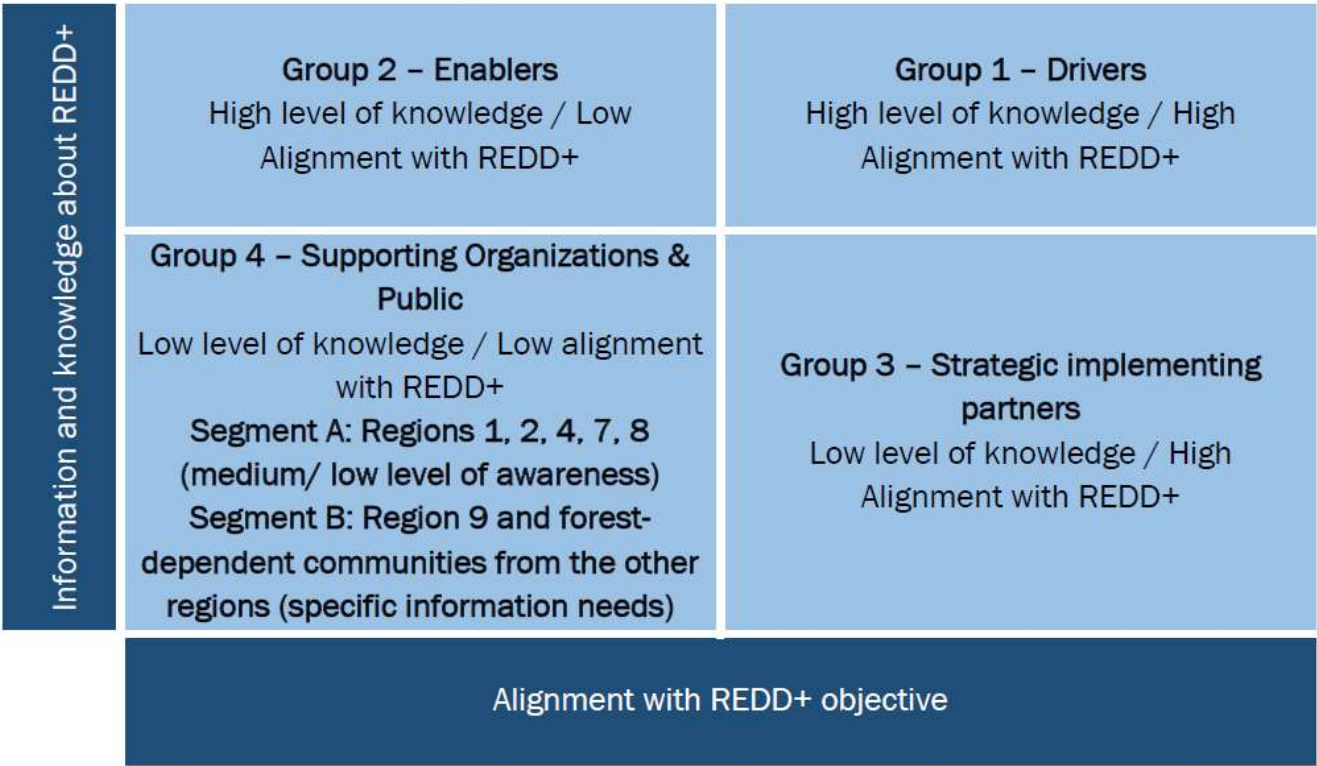 Information and knowledge about REDD+
Group 2 – Enablers
High level of knowledge / Low
Alignment with REDD+
Group 1 – Drivers
High level of knowledge / High
Alignment with REDD+
Group 4 – Supporting Organizations &
Public
Low level of knowledge / Low alignment
with REDD+
Segment A: Regions 1, 2, 4, 7, 8
(medium/ low level of awareness)
Segment B: Region 9 and forest-
dependent communities from the other
regions (specific information needs)
Group 3 – Strategic implementing
partners
Low level of knowledge / High
Alignment with REDD+
Alignment with REDD+ objective